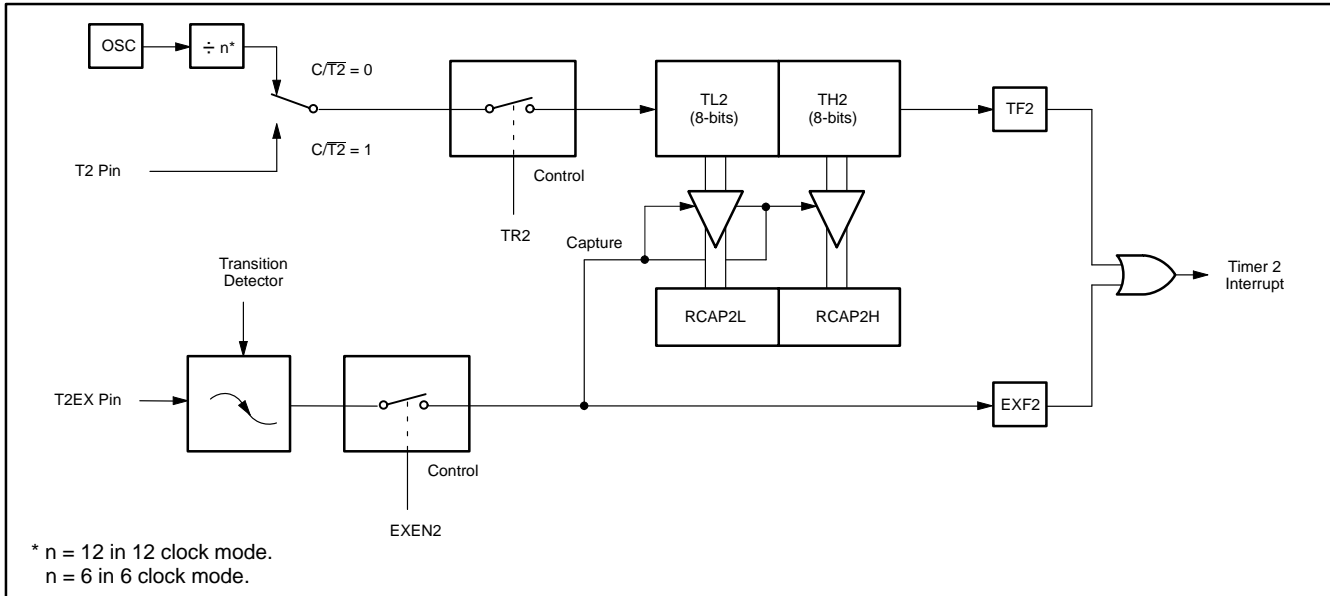 OSC
÷ n*
C/T2 = 0
TL2
(8-bits)
TH2
(8-bits)
TF2
C/T2 = 1
T2 Pin
Control
TR2
Capture
Transition
Detector
Timer 2
Interrupt
RCAP2L
RCAP2H
T2EX Pin
EXF2
Control
EXEN2
* n = 12 in 12 clock mode.
n = 6 in 6 clock mode.